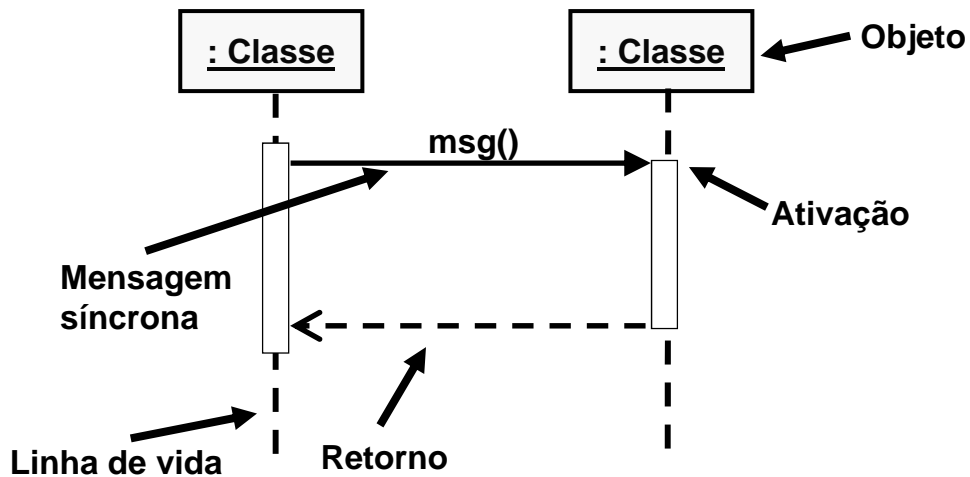 : Classe
: Classe
Objeto
msg()
Ativação
Mensagem
síncrona
Linha de vida
Retorno